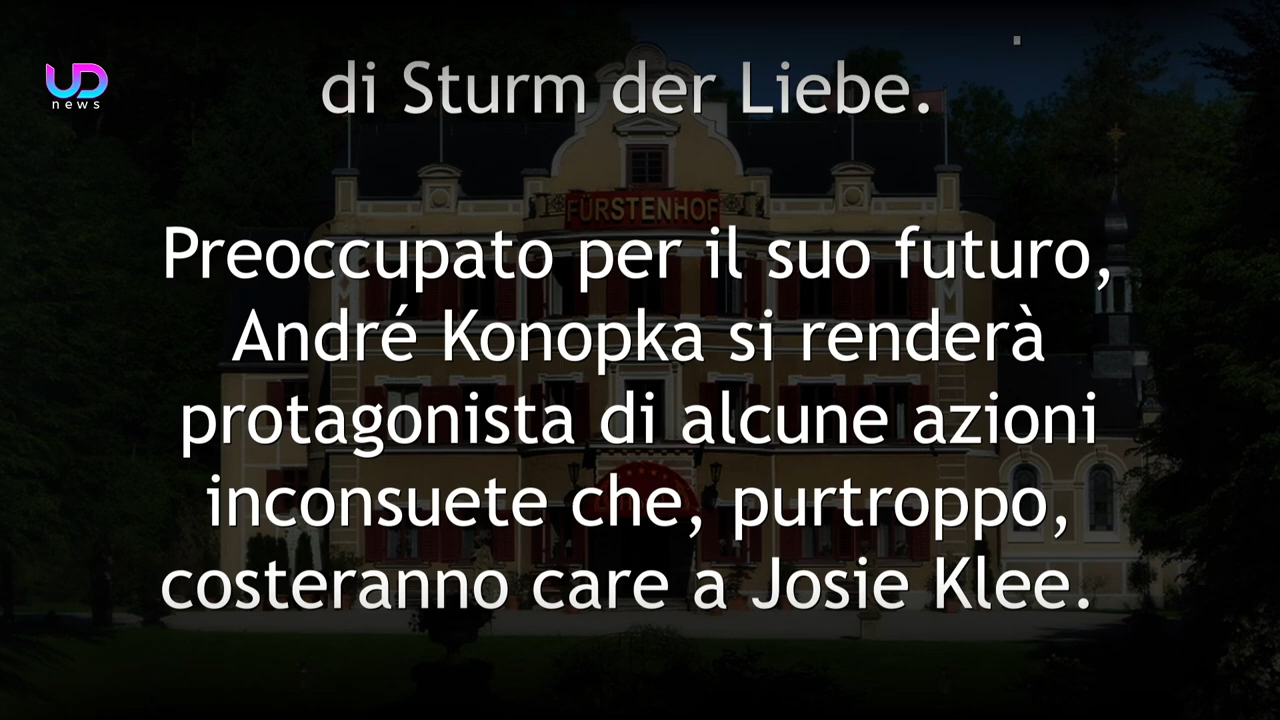 UD
news
di Sturm der Liebe.
FÜRSTENHOF
Preoccupato per il suo futuro,
André Konopka si renderà
protagonista di alcune azioni
inconsuete che, purtroppo,
costeranno care a Josie Klee.